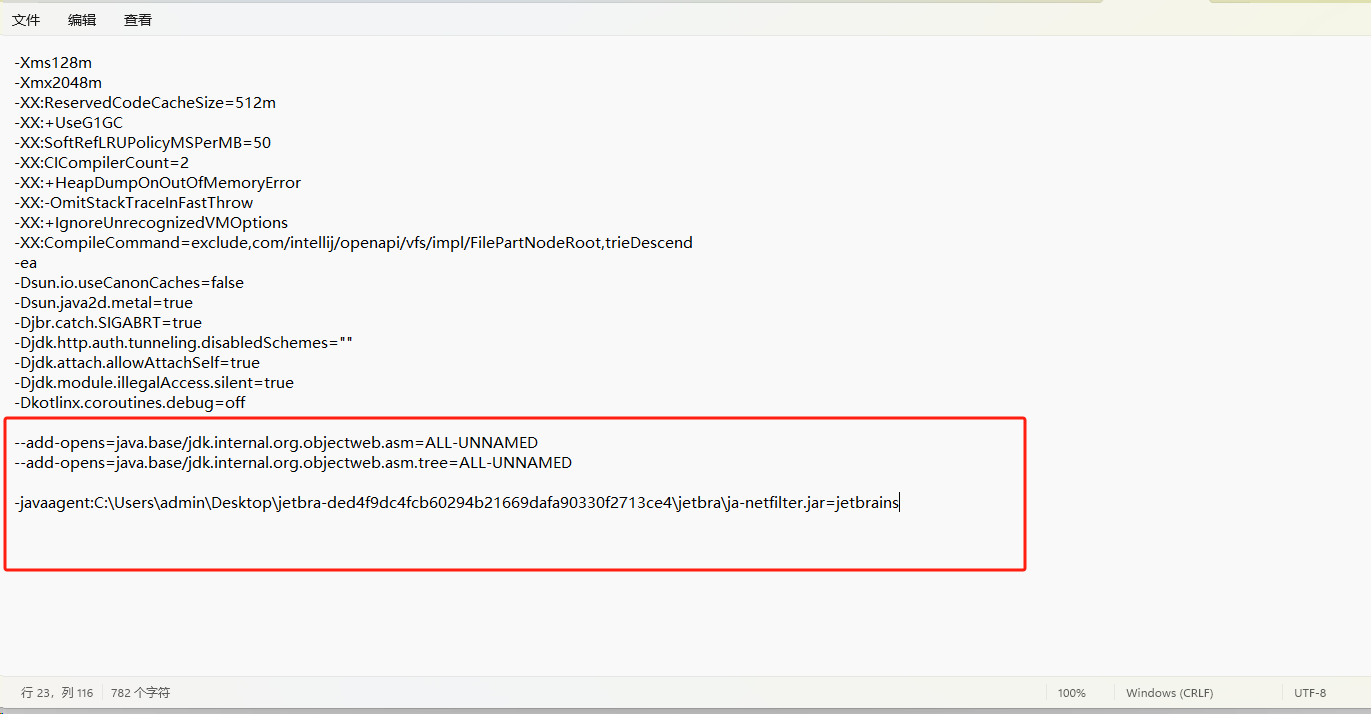 文件 编辑 查看
-Xms128m
-Xmx2048m
-XX:ReservedCodeCacheSize=512m
-XX:+UseG1GC
-XX:SoftRefLRUPolicyMSPerMB=50
-XX:CICompilerCount=2
-XX:+HeapDumpOnOutOfMemoryError
-XX:-OmitStackTraceInFastThrow
-XX:+IgnoreUnrecognizedVMOptions
-XX:CompileCommand=exclude,com/intellij/openapi/vfs/impl/FilePartNodeRoot,trieDescend
-ea
-Dsun.io.useCanonCaches=false
-Dsun.java2d.metal=true
-Djbr.catch.SIGABRT=true
-Djdk.http.auth.tunneling.disabledSchemes=""
-Djdk.attach.allowAttachSelf=true
-Djdk.module.illegalAccess.silent=true
-Dkotlinx.coroutines.debug=off
--add-opens=java.base/jdk.internal.org.objectweb.asm=ALL-UNNAMED
--add-opens=java.base/jdk.internal.org.objectweb.asm.tree=ALL-UNNAMED
-javaagent:C:\Users\admin\Desktop\jetbra-ded4f9dc4fcb60294b21669dafa90330f2713ce4\jetbra\ja-netfilter.jar=jetbrains
行 23，列 116 782 个字符 100% Windows (CRLF) UTF-8